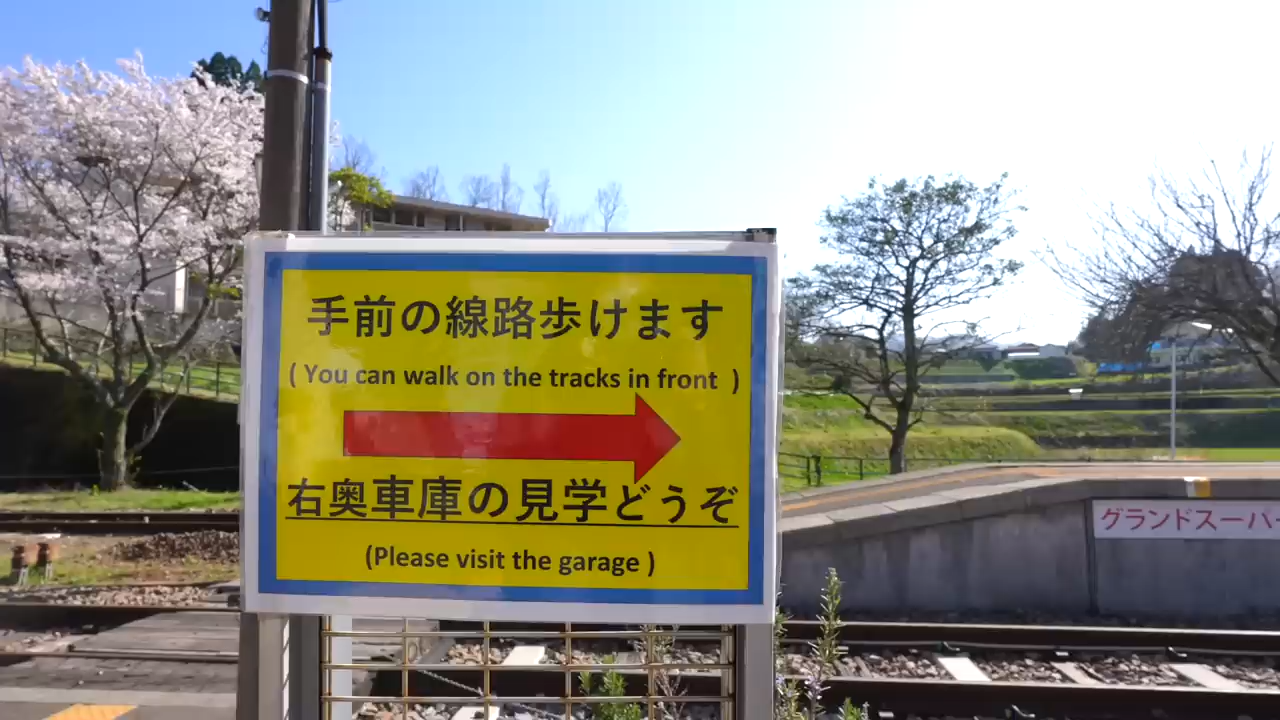 手前の線路歩けます
( You can walk on the tracks in front )
右奥車庫の見学どうぞ
(Please visit the garage )
グランドスーパー